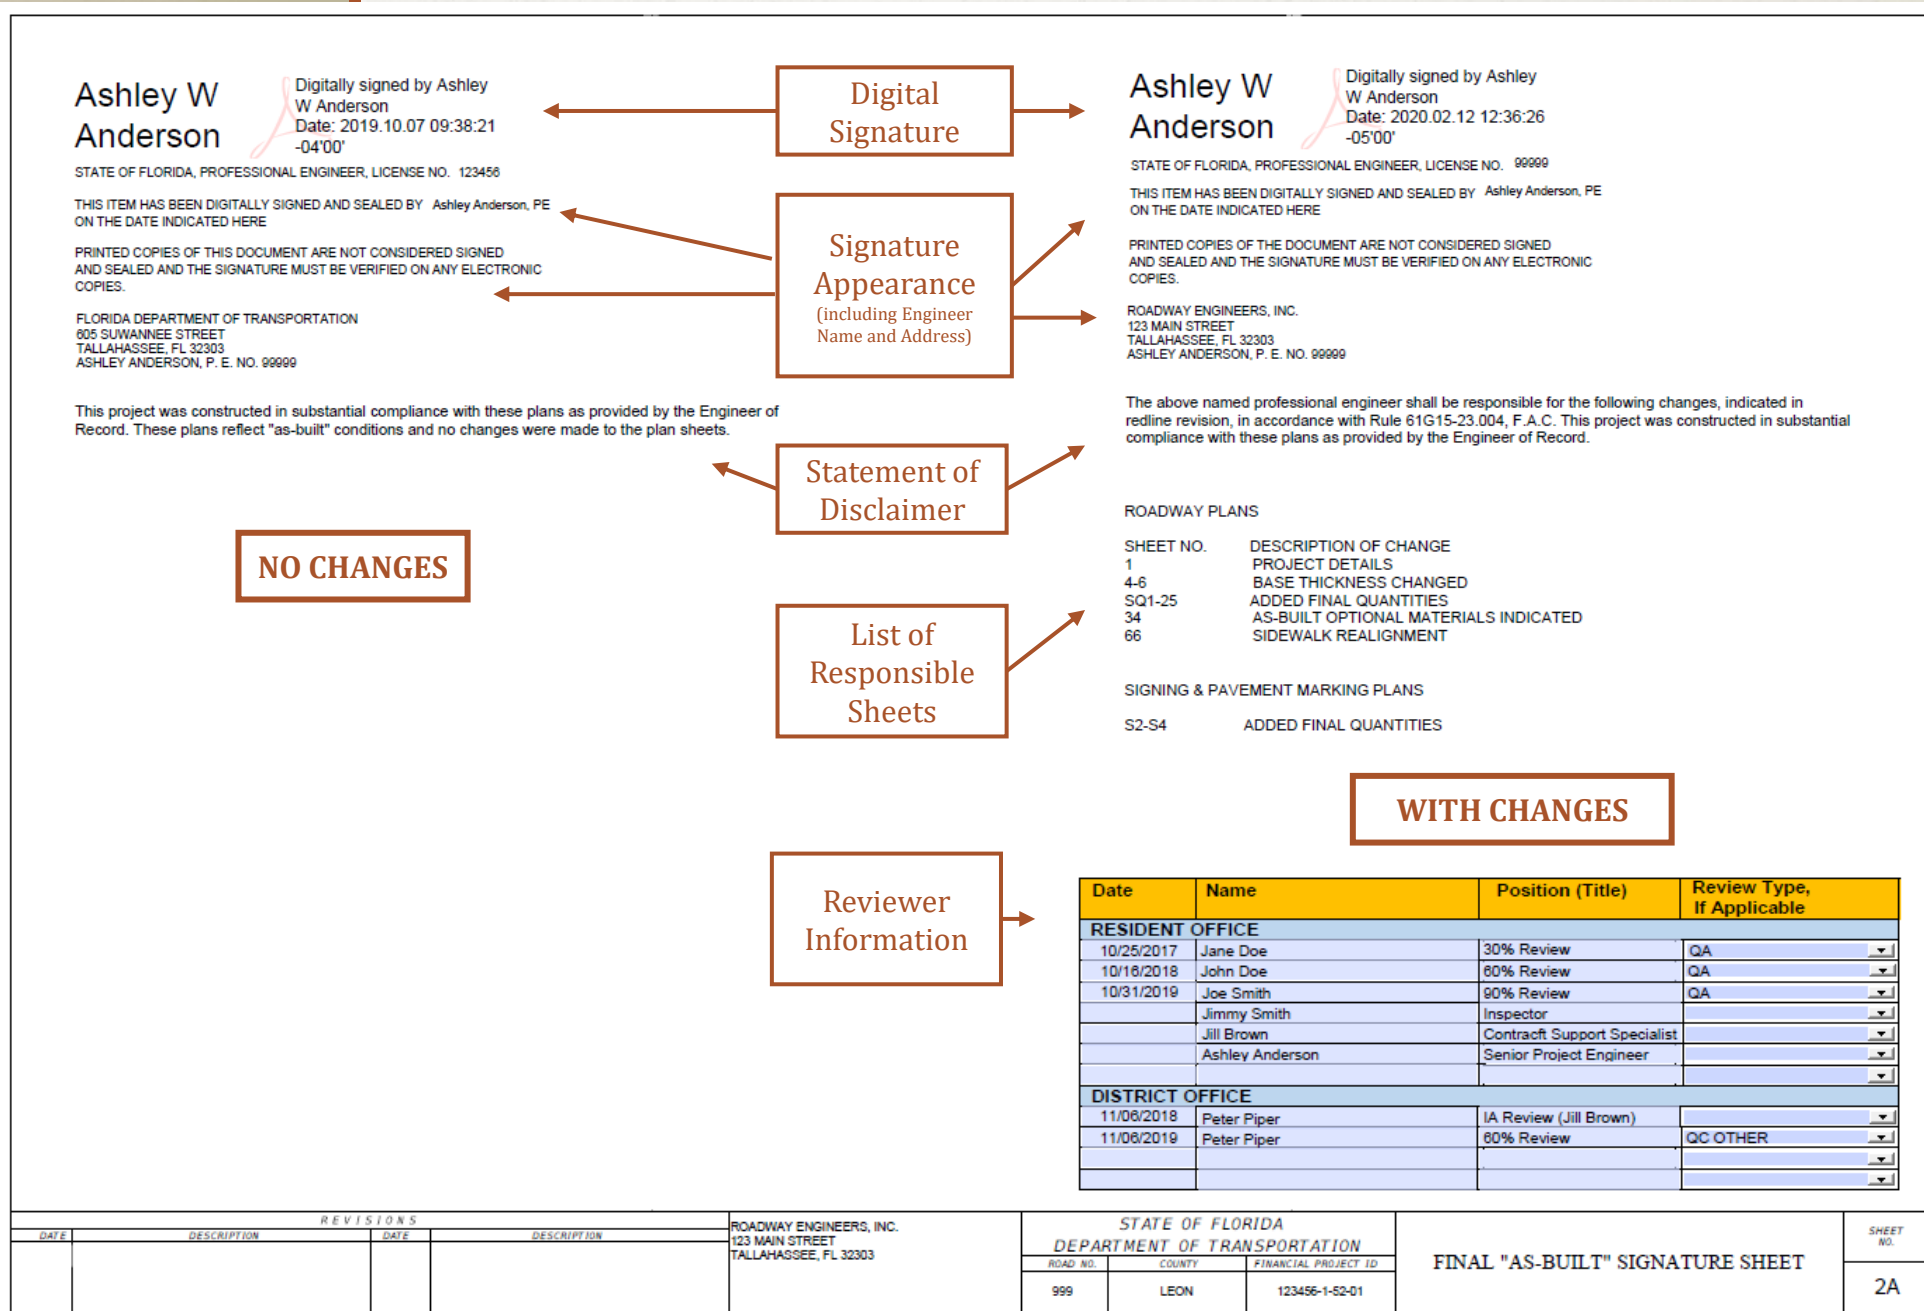 Ashley W
Anderson
Digitally signed by Ashley
W Anderson
Date: 2019.10.07 09:38:21
-04'00'
STATE OF FLORIDA, PROFESSIONAL ENGINEER, LICENSE NO. 123456
THIS ITEM HAS BEEN DIGITALLY SIGNED AND SEALED BY Ashley Anderson, PE
ON THE DATE INDICATED HERE
PRINTED COPIES OF THIS DOCUMENT ARE NOT CONSIDERED SIGNED
AND SEALED AND THE SIGNATURE MUST BE VERIFIED ON ANY ELECTRONIC
COPIES.
FLORIDA DEPARTMENT OF TRANSPORTATION
605 SUWANNEE STREET
TALLAHASSEE, FL 32303
ASHLEY ANDERSON, P. E. NO. 99999
This project was constructed in substantial compliance with these plans as provided by the Engineer of
Record. These plans reflect "as-built" conditions and no changes were made to the plan sheets.
NO CHANGES
Digital
Signature
Signature
Appearance
(including Engineer
Name and Address)
Statement of
Disclaimer
List of
Responsible
Sheets
Reviewer
Information
Ashley W
Anderson
Digitally signed by Ashley
W Anderson
Date: 2020.02.12 12:36:26
-05'00'
STATE OF FLORIDA, PROFESSIONAL ENGINEER, LICENSE NO. 99999
THIS ITEM HAS BEEN DIGITALLY SIGNED AND SEALED BY Ashley Anderson, PE
ON THE DATE INDICATED HERE
PRINTED COPIES OF THE DOCUMENT ARE NOT CONSIDERED SIGNED
AND SEALED AND THE SIGNATURE MUST BE VERIFIED ON ANY ELECTRONIC
COPIES.
ROADWAY ENGINEERS, INC.
123 MAIN STREET
TALLAHASSEE, FL 32303
ASHLEY ANDERSON, P. E. NO. 99999
The above named professional engineer shall be responsible for the following changes, indicated in
redline revision, in accordance with Rule 61G15-23.004, F.A.C. This project was constructed in substantial
compliance with these plans as provided by the Engineer of Record.
ROADWAY PLANS
SHEET NO. DESCRIPTION OF CHANGE
1 PROJECT DETAILS
4-6 BASE THICKNESS CHANGED
SQ1-25 ADDED FINAL QUANTITIES
34 AS-BUILT OPTIONAL MATERIALS INDICATED
66 SIDEWALK REALIGNMENT
SIGNING & PAVEMENT MARKING PLANS
S2-S4 ADDED FINAL QUANTITIES
WITH CHANGES
Date Name Position (Title) Review Type,
If Applicable
RESIDENT OFFICE
10/25/2017 Jane Doe 30% Review QA
10/16/2018 John Doe 60% Review QA
10/31/2019 Joe Smith 90% Review QA
Jimmy Smith Inspector
Jill Brown Contracft Support Specialist
Ashley Anderson Senior Project Engineer
DISTRICT OFFICE
11/06/2018 Peter Piper IA Review (Jill Brown)
11/06/2019 Peter Piper 60% Review QC OTHER
REVISIONS
DATE DESCRIPTION DATE DESCRIPTION
ROADWAY ENGINEERS, INC.
123 MAIN STREET
TALLAHASSEE, FL 32303
STATE OF FLORIDA
DEPARTMENT OF TRANSPORTATION
ROAD NO. COUNTY FINANCIAL PROJECT ID
999 LEON 123456-1-52-01
FINAL "AS-BUILT" SIGNATURE SHEET
SHEET
NO.
2A